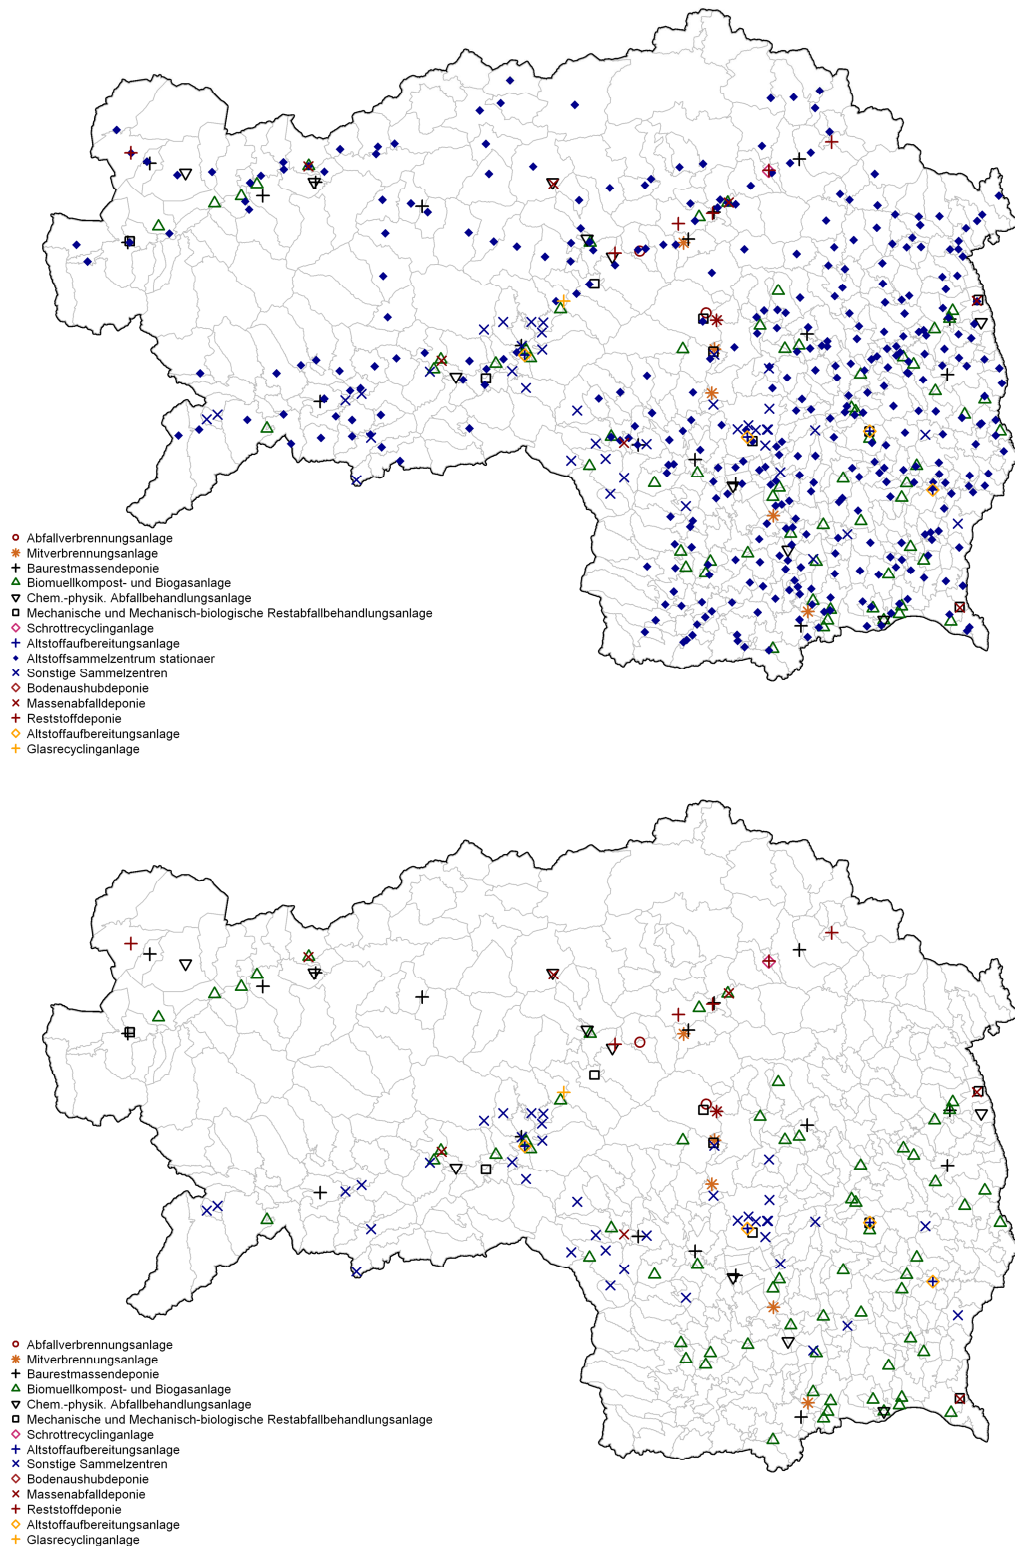 Abfallverbrennungsanlage
Mitverbrennungsanlage
Baurestmassendeponie
Biomuellkompost- und Biogasanlage
Chem.-physik. Abfallbehandlungsanlage
Mechanische und Mechanisch-biologische Restabfallbehandlungsanlage
Schrottrecyclinganlage
Altstoffaufbereitungsanlage
Altstoffsammelzentrum stationaer
Sonstige Sammelzentren
Bodenaushubdeponie
Massenabfalldeponie
Reststoffdeponie
Altstoffaufbereitungsanlage
Glasrecyclinganlage
Abfallverbrennungsanlage
Mitverbrennungsanlage
Baurestmassendeponie
Biomuellkompost- und Biogasanlage
Chem.-physik. Abfallbehandlungsanlage
Mechanische und Mechanisch-biologische Restabfallbehandlungsanlage
Schrottrecyclinganlage
Altstoffaufbereitungsanlage
Sonstige Sammelzentren
Bodenaushubdeponie
Massenabfalldeponie
Reststoffdeponie
Altstoffaufbereitungsanlage
Glasrecyclinganlage